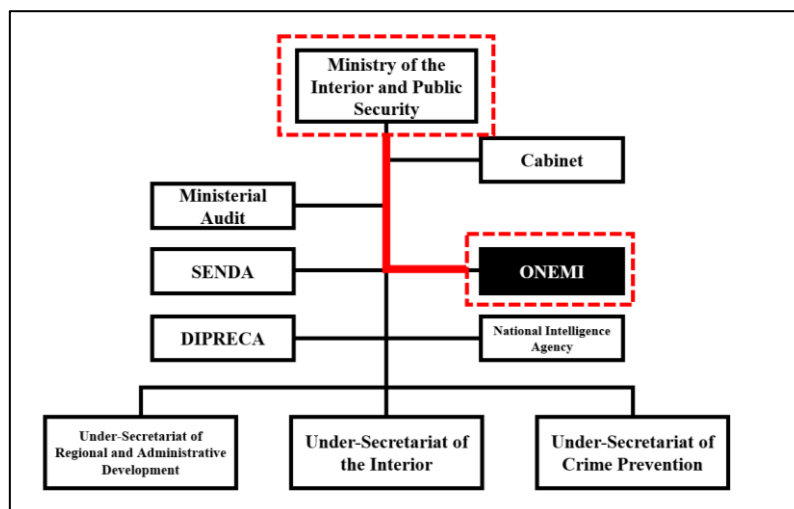 Ministry of the
Interior and Public
Security
Cabinet
Ministerial
Audit
SENDA
ONEMI
DIPRECA
National Intelligence
Agency
Under-Secretariat of
Regional and Administrative
Development
Under-Secretariat of
the Interior
Under-Secretariat of
Crime Prevention